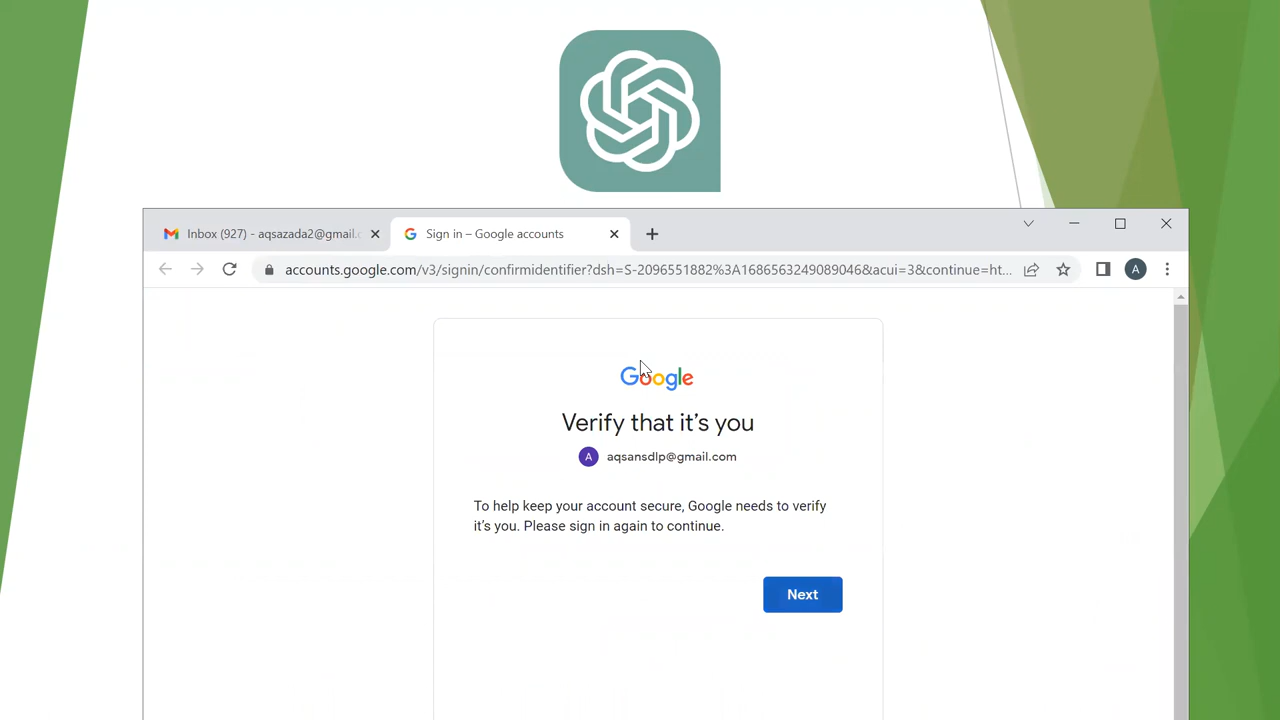 Inbox (927) - aqsazada2@gmail.c
Sign in – Google accounts
accounts.google.com/v3/signin/confirmidentifier?dsh=S-2096551882%3A1686563249089046&acui=3&continue=ht...
A
Google
Verify that it's you
A aqsansdlp@gmail.com
To help keep your account secure, Google needs to verify
it's you. Please sign in again to continue.
Next